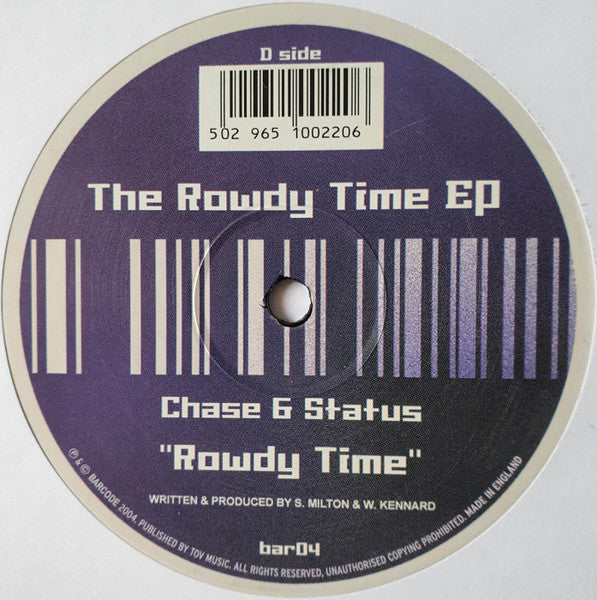 D side
502 965 1002206
The Rowdy Time EP
Chase & Status
"Rowdy Time"
WRITTEN & PRODUCED BY S. MILTON & W. KENNARD
bar04
℗ & © BARCODE 2004. PUBLISHED BY TOV MUSIC. ALL RIGHTS RESERVED, UNAUTHORISED COPYING PROHIBITED. MADE IN ENGLAND